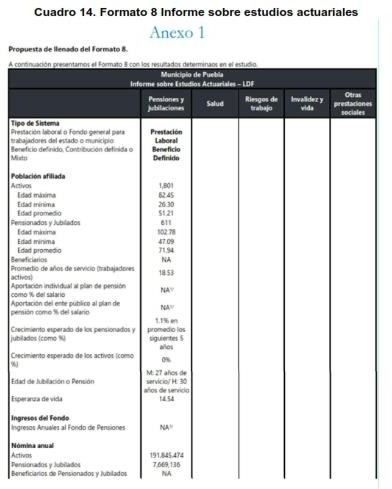 Cuadro 14. Formato 8 Informe sobre estudios actuariales
Anexo 1
Propuesta de llenado del Formato 8.
A continuación presentamos el Formato 8 con los resultados determinaos en el estudio.
Municipio de Puebla
Informe sobre Estudios Actuariales – LDF
Pensiones y jubilaciones Salud Riesgos de trabajo Invalidez y vida Otras prestaciones sociales
Tipo de Sistema
Prestación laboral o Fondo general para trabajadores del estado o municipio Prestación Laboral
Beneficio definido, Contribución definida o Mixto Beneficio Definido
Población afiliada
Activos 1,801
Edad máxima 82.45
Edad mínima 26.30
Edad promedio 51.21
Pensionados y Jubilados 611
Edad máxima 102.78
Edad mínima 47.09
Edad promedio 71.94
Beneficiarios NA
Promedio de años de servicio (trabajadores activos) 18.53
Aportación individual al plan de pensión como % del salario NA
Aportación del ente público al plan de pensión como % del salario NA
Crecimiento esperado de los pensionados y jubilados (como %) 1.1% en promedio los siguientes 5 años
Crecimiento esperado de los activos (como %) 0%
Edad de Jubilación o Pensión M: 27 años de servicio/ H: 30 años de servicio
Esperanza de vida 14.54
Ingresos del Fondo
Ingresos Anuales al Fondo de Pensiones NA
Nómina anual
Activos 191,845,474
Pensionados y Jubilados 7,669,136
Beneficiarios de Pensionados y Jubilados NA